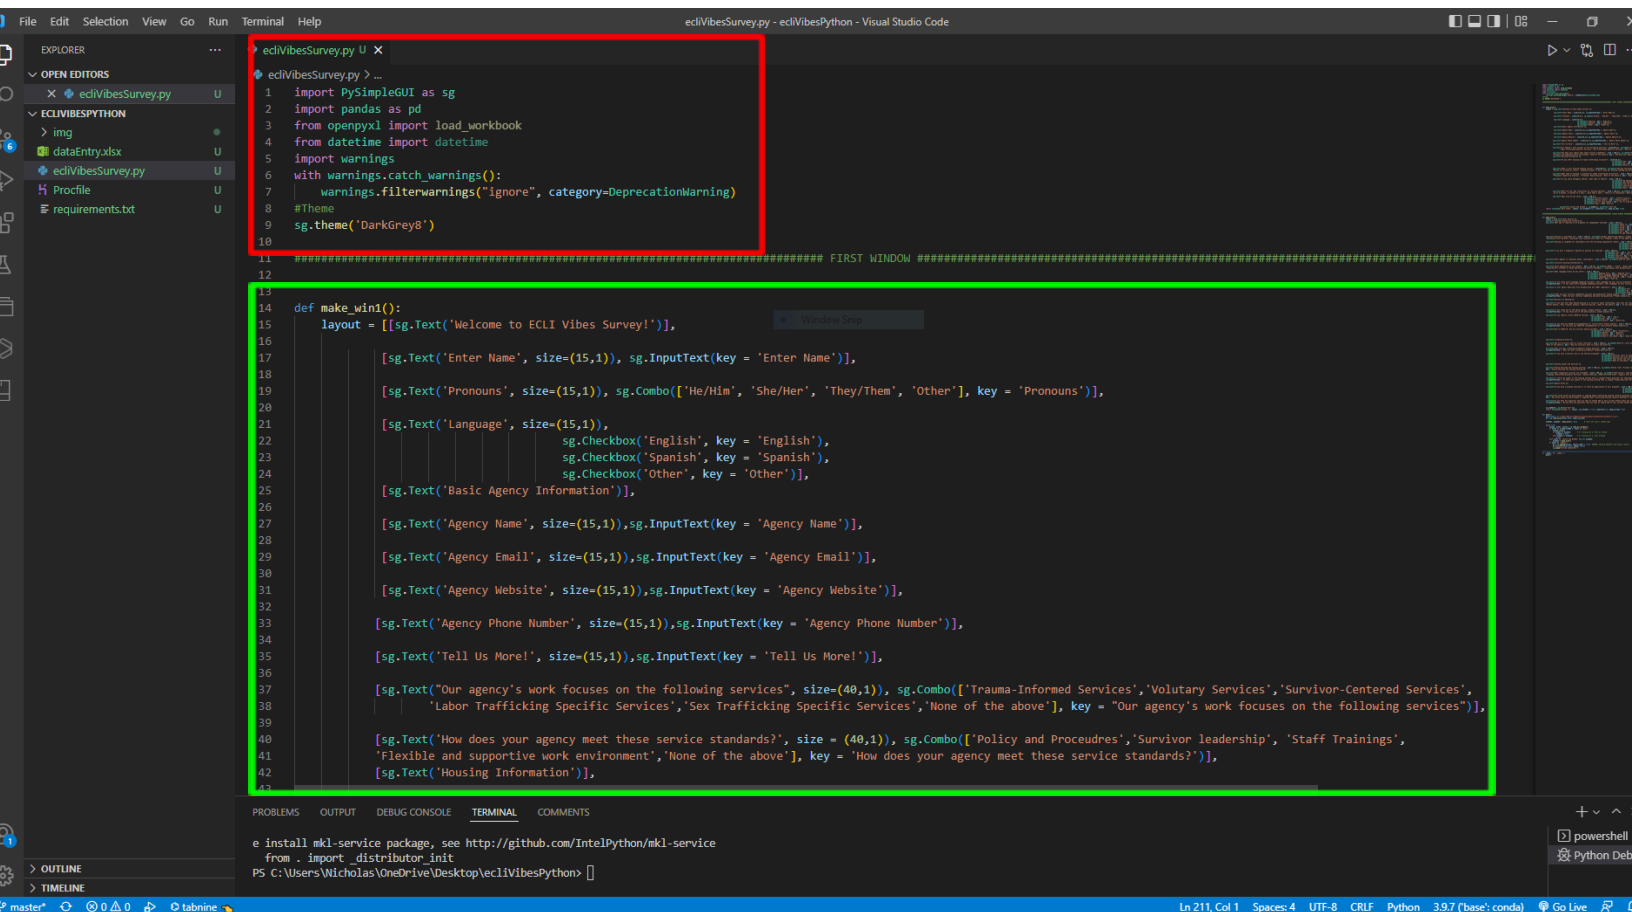 File Edit Selection View Go Run Terminal Help
ecliVibesSurvey.py - ecliVibesPython - Visual Studio Code
EXPLORER
OPEN EDITORS
ecliVibesSurvey.py U
ECLIVIBESPYTHON
img
dataEntry.xlsx U
ecliVibesSurvey.py U
Procfile U
requirements.txt U
OUTLINE
TIMELINE
6
1
ecliVibesSurvey.py U
ecliVibesSurvey.py > ...
1 import PySimpleGUI as sg
2 import pandas as pd
3 from openpyxl import load_workbook
4 from datetime import datetime
5 import warnings
6 with warnings.catch_warnings():
7 warnings.filterwarnings("ignore", category=DeprecationWarning)
8 #Theme
9 sg.theme('DarkGrey8')
10
11 ############################################################################### FIRST WINDOW #############################################################################################
12
13
14 def make_win1():
15 layout = [[sg.Text('Welcome to ECLI Vibes Survey!')],
Window Snip
16
17 [sg.Text('Enter Name', size=(15,1)), sg.InputText(key = 'Enter Name')],
18
19 [sg.Text('Pronouns', size=(15,1)), sg.Combo(['He/Him', 'She/Her', 'They/Them', 'Other'], key = 'Pronouns')],
20
21 [sg.Text('Language', size=(15,1)),
22 sg.Checkbox('English', key = 'English'),
23 sg.Checkbox('Spanish', key = 'Spanish'),
24 sg.Checkbox('Other', key = 'Other')],
25 [sg.Text('Basic Agency Information')],
26
27 [sg.Text('Agency Name', size=(15,1)),sg.InputText(key = 'Agency Name')],
28
29 [sg.Text('Agency Email', size=(15,1)),sg.InputText(key = 'Agency Email')],
30
31 [sg.Text('Agency Website', size=(15,1)),sg.InputText(key = 'Agency Website')],
32
33 [sg.Text('Agency Phone Number', size=(15,1)),sg.InputText(key = 'Agency Phone Number')],
34
35 [sg.Text('Tell Us More!', size=(15,1)),sg.InputText(key = 'Tell Us More!')],
36
37 [sg.Text("Our agency's work focuses on the following services", size=(40,1)), sg.Combo(['Trauma-Informed Services','Volutary Services','Survivor-Centered Services',
38 'Labor Trafficking Specific Services','Sex Trafficking Specific Services','None of the above'], key = "Our agency's work focuses on the following services")],
39
40 [sg.Text('How does your agency meet these service standards?', size = (40,1)), sg.Combo(['Policy and Proceudres','Survivor leadership', 'Staff Trainings',
41 'Flexible and supportive work environment','None of the above'], key = 'How does your agency meet these service standards?')],
42 [sg.Text('Housing Information')],
43
PROBLEMS OUTPUT DEBUG CONSOLE TERMINAL COMMENTS
e install mkl-service package, see http://github.com/IntelPython/mkl-service
from . import _distributor_init
PS C:\Users\Nicholas\OneDrive\Desktop\ecliVibesPython>
powershell
Python Deb
master* 0 0 tabnine
Ln 211, Col 1 Spaces: 4 UTF-8 CRLF Python 3.9.7 ('base': conda) Go Live